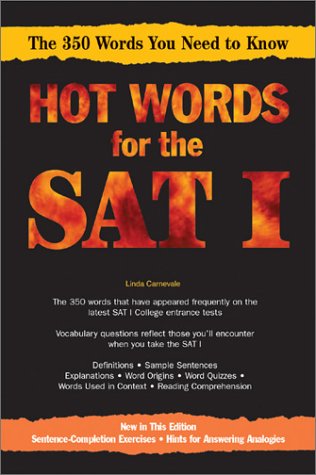 The 350 Words You Need to Know
HOT WORDS
for the
SAT I
Linda Carnevale
The 350 words that have appeared frequently on the
latest SAT I College entrance tests
Vocabulary questions reflect those you'll encounter
when you take the SAT I
Definitions • Sample Sentences
Explanations • Word Origins • Word Quizzes •
Words Used in Context • Reading Comprehension
New in This Edition
Sentence-Completion Exercises • Hints for Answering Analogies